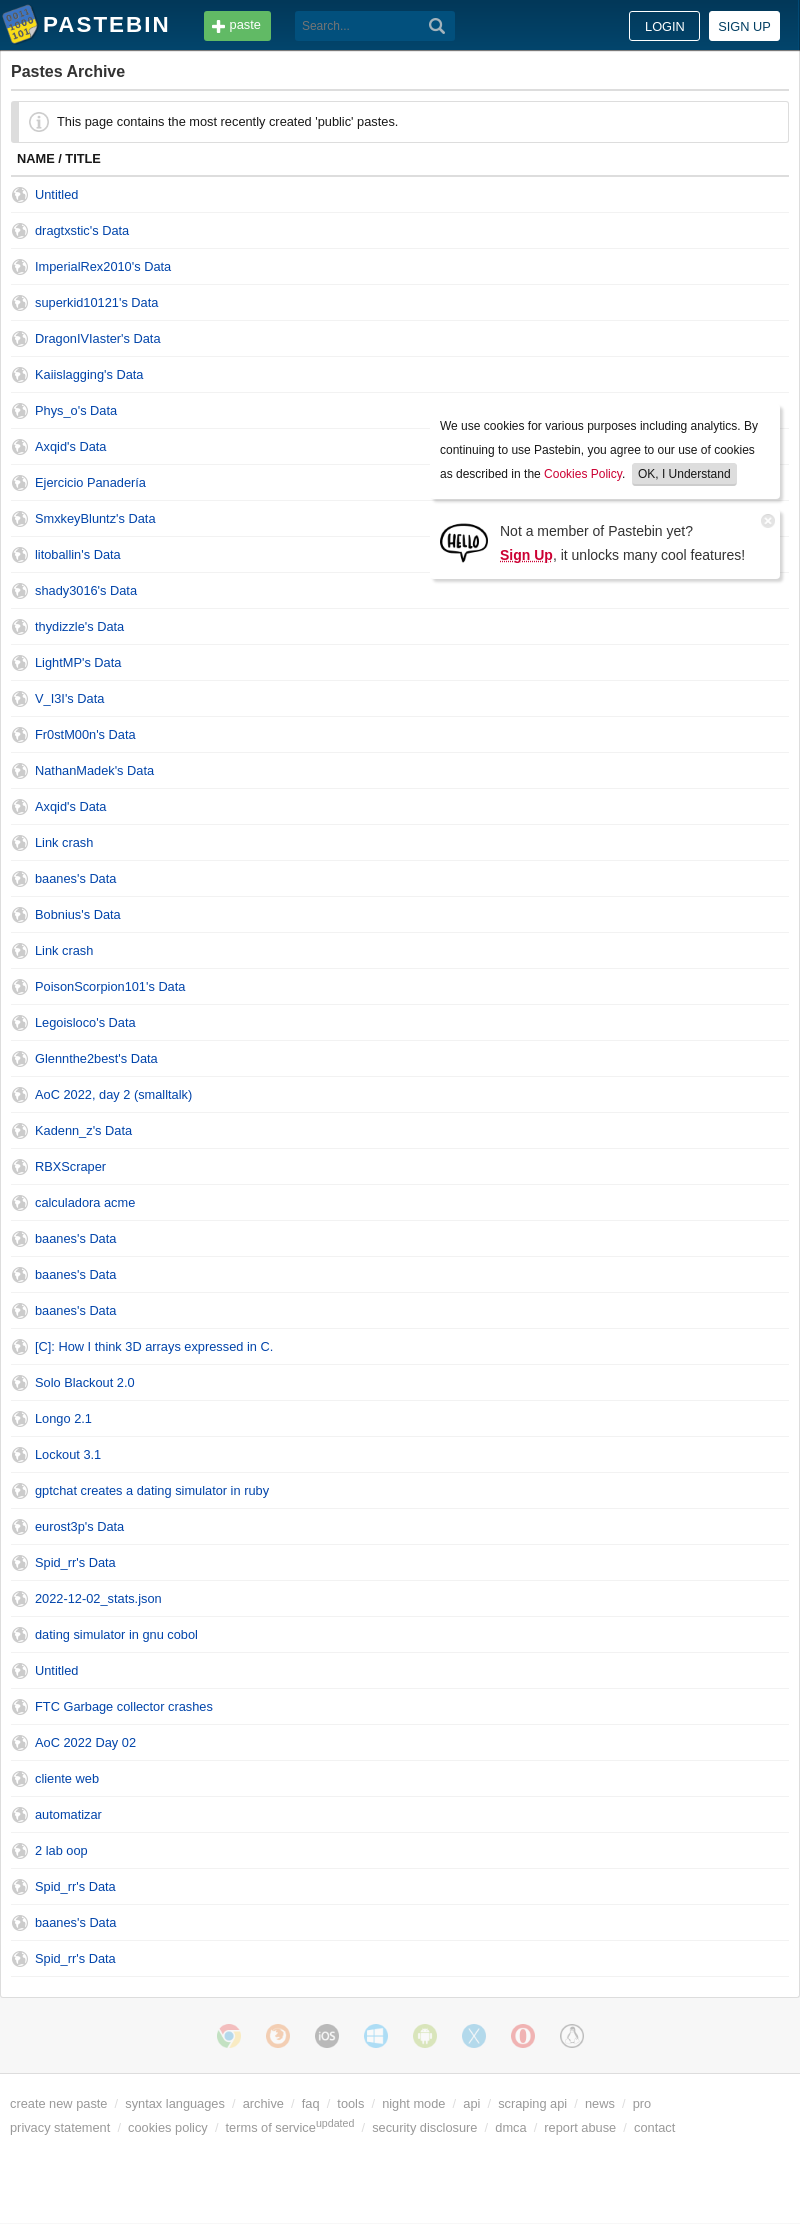 PASTEBIN
paste
Search...
LOGIN
SIGN UP
Pastes Archive
This page contains the most recently created 'public' pastes.
NAME / TITLE
Untitled
dragtxstic's Data
ImperialRex2010's Data
superkid10121's Data
DragonIVIaster's Data
Kaiislagging's Data
Phys_o's Data
Axqid's Data
Ejercicio Panadería
SmxkeyBluntz's Data
litoballin's Data
We use cookies for various purposes including analytics. By
continuing to use Pastebin, you agree to our use of cookies
as described in the Cookies Policy. OK, I Understand
HELLO
Not a member of Pastebin yet?
Sign Up, it unlocks many cool features!
shady3016's Data
thydizzle's Data
LightMP's Data
V_I3I's Data
Fr0stM00n's Data
NathanMadek's Data
Axqid's Data
Link crash
baanes's Data
Bobnius's Data
Link crash
PoisonScorpion101's Data
Legoisloco's Data
Glennthe2best's Data
AoC 2022, day 2 (smalltalk)
Kadenn_z's Data
RBXScraper
calculadora acme
baanes's Data
baanes's Data
baanes's Data
[C]: How I think 3D arrays expressed in C.
Solo Blackout 2.0
Longo 2.1
Lockout 3.1
gptchat creates a dating simulator in ruby
eurost3p's Data
Spid_rr's Data
2022-12-02_stats.json
dating simulator in gnu cobol
Untitled
FTC Garbage collector crashes
AoC 2022 Day 02
cliente web
automatizar
2 lab oop
Spid_rr's Data
baanes's Data
Spid_rr's Data
iOS
create new paste / syntax languages / archive / faq / tools / night mode / api / scraping api / news / pro
privacy statement / cookies policy / terms of service updated / security disclosure / dmca / report abuse / contact